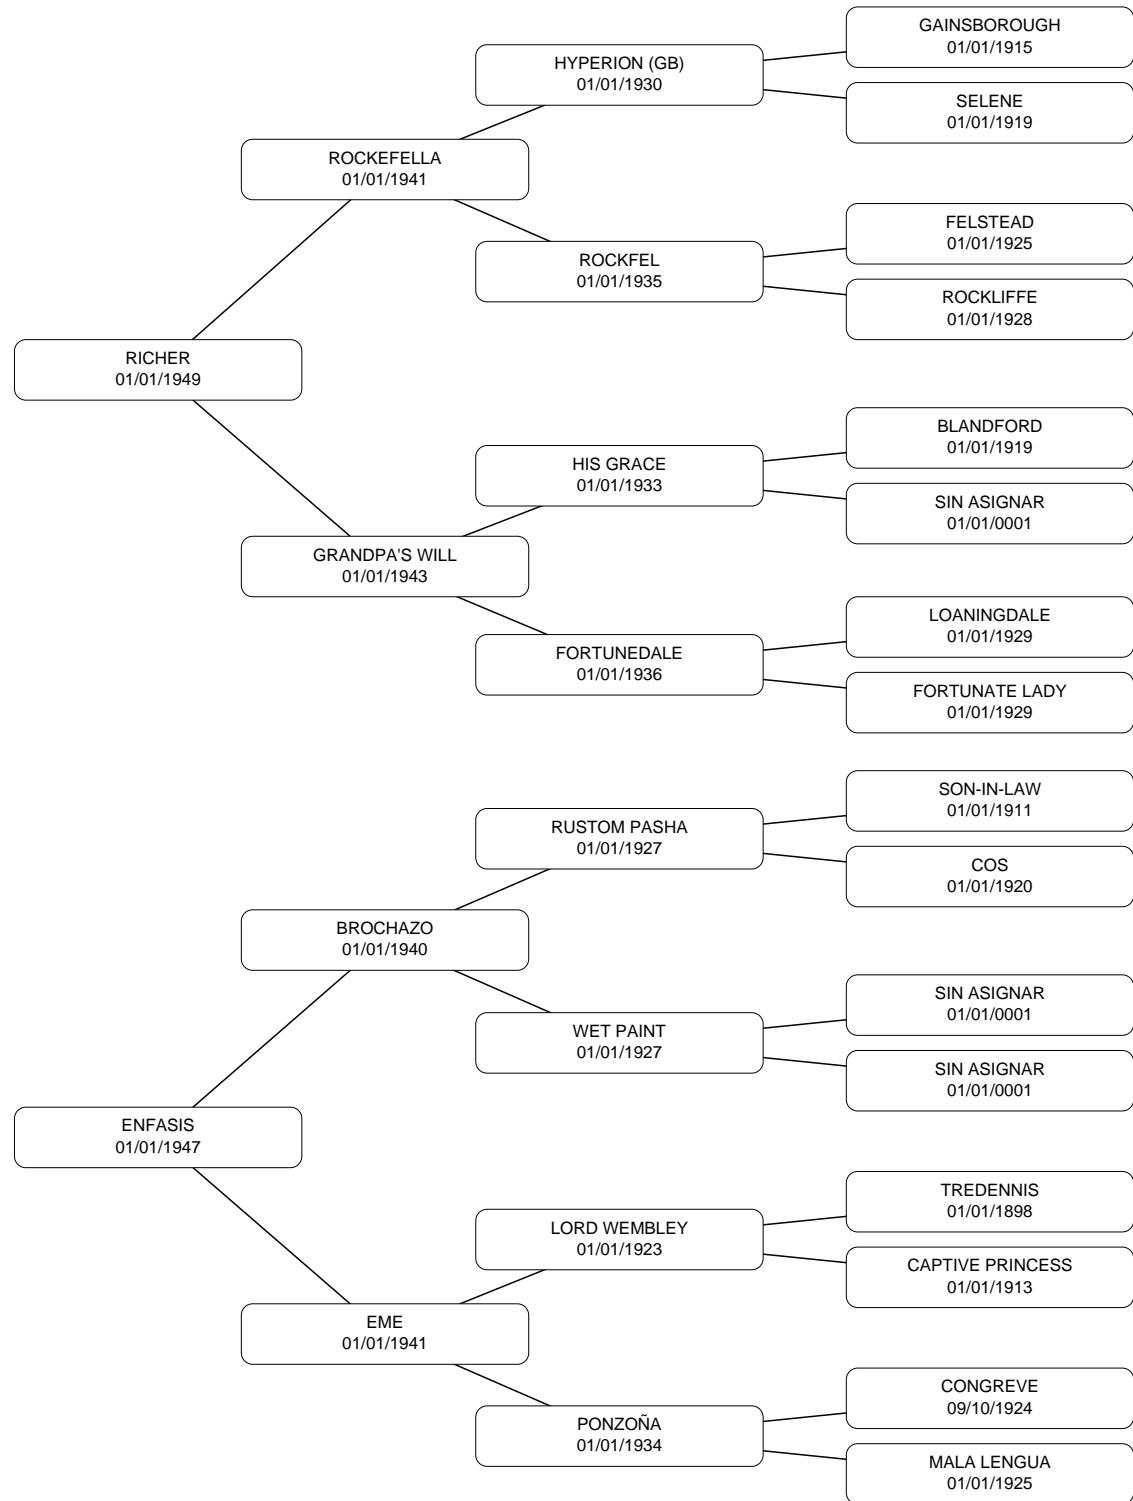 GAINSBOROUGH
01/01/1915
HYPERION (GB)
01/01/1930
SELENE
01/01/1919
ROCKEFELLA
01/01/1941
FELSTEAD
01/01/1925
ROCKFEL
01/01/1935
ROCKLIFFE
01/01/1928
RICHER
01/01/1949
BLANDFORD
01/01/1919
HIS GRACE
01/01/1933
SIN ASIGNAR
01/01/0001
GRANDPA'S WILL
01/01/1943
LOANINGDALE
01/01/1929
FORTUNEDALE
01/01/1936
FORTUNATE LADY
01/01/1929
SON-IN-LAW
01/01/1911
RUSTOM PASHA
01/01/1927
COS
01/01/1920
BROCHAZO
01/01/1940
SIN ASIGNAR
01/01/0001
WET PAINT
01/01/1927
SIN ASIGNAR
01/01/0001
ENFASIS
01/01/1947
TREDENNIS
01/01/1898
LORD WEMBLEY
01/01/1923
CAPTIVE PRINCESS
01/01/1913
EME
01/01/1941
CONGREVE
09/10/1924
PONZOÑA
01/01/1934
MALA LENGUA
01/01/1925